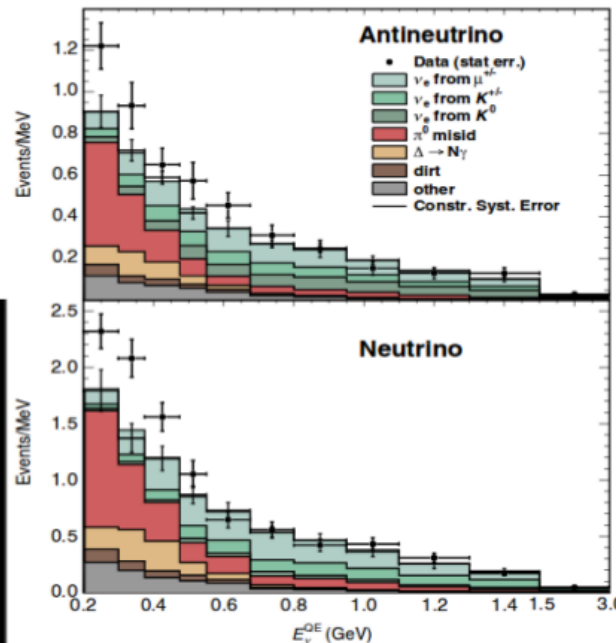 Antineutrino
Data (stat err.)
νe from μ+/-
νe from K+/-
νe from K0
π0 misid
Δ → Nγ
dirt
other
Constr. Syst. Error
Events/MeV
1.2
1.0
0.8
0.6
0.4
0.2
Neutrino
Events/MeV
2.5
2.0
1.5
1.0
0.5
0.0
0.2 0.4 0.6 0.8 1.0 1.2 1.4 1.5 3.0
EνQE (GeV)